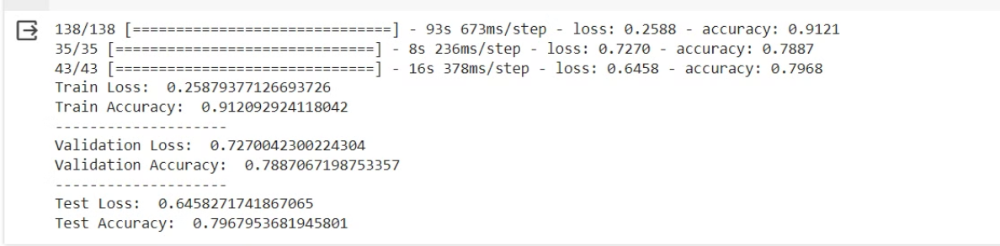 138/138 [==============================] - 93s 673ms/step - loss: 0.2588 - accuracy: 0.9121
35/35 [==============================] - 8s 236ms/step - loss: 0.7270 - accuracy: 0.7887
43/43 [==============================] - 16s 378ms/step - loss: 0.6458 - accuracy: 0.7968
Train Loss:  0.25879377126693726
Train Accuracy:  0.912092924118042
--------------------
Validation Loss:  0.7270042300224304
Validation Accuracy:  0.7887067198753357
--------------------
Test Loss:  0.6458271741867065
Test Accuracy:  0.7967953681945801